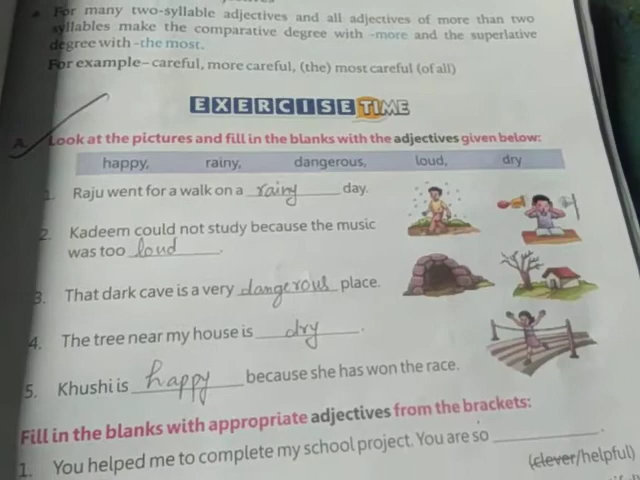 For many two-syllable adjectives and all adjectives of more than two
syllables make the comparative degree with -more and the superlative
degree with -the most.
For example– careful, more careful, (the) most careful (of all)
EXERCISE TIME
A. Look at the pictures and fill in the blanks with the adjectives given below:
happy, rainy, dangerous, loud, dry
1. Raju went for a walk on a rainy day.
2. Kadeem could not study because the music
was too loud.
3. That dark cave is a very dangerous place.
4. The tree near my house is dry.
5. Khushi is happy because she has won the race.
Fill in the blanks with appropriate adjectives from the brackets:
1. You helped me to complete my school project. You are so ________.
(clever/helpful)